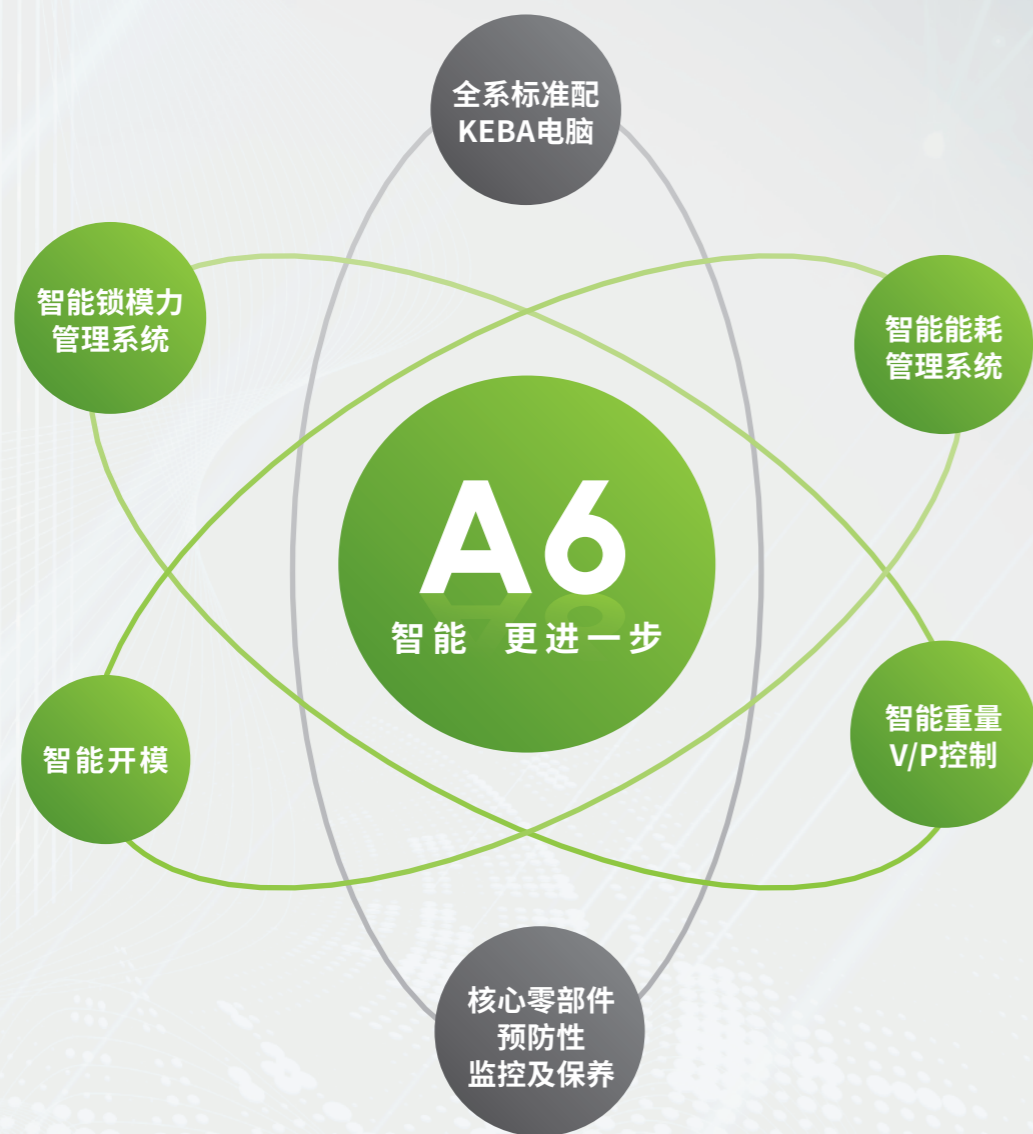 全系标准配
KEBA电脑
智能锁模力
管理系统
智能能耗
管理系统
A6
智能 更进一步
智能开模
智能重量
V/P控制
核心零部件
预防性
监控及保养